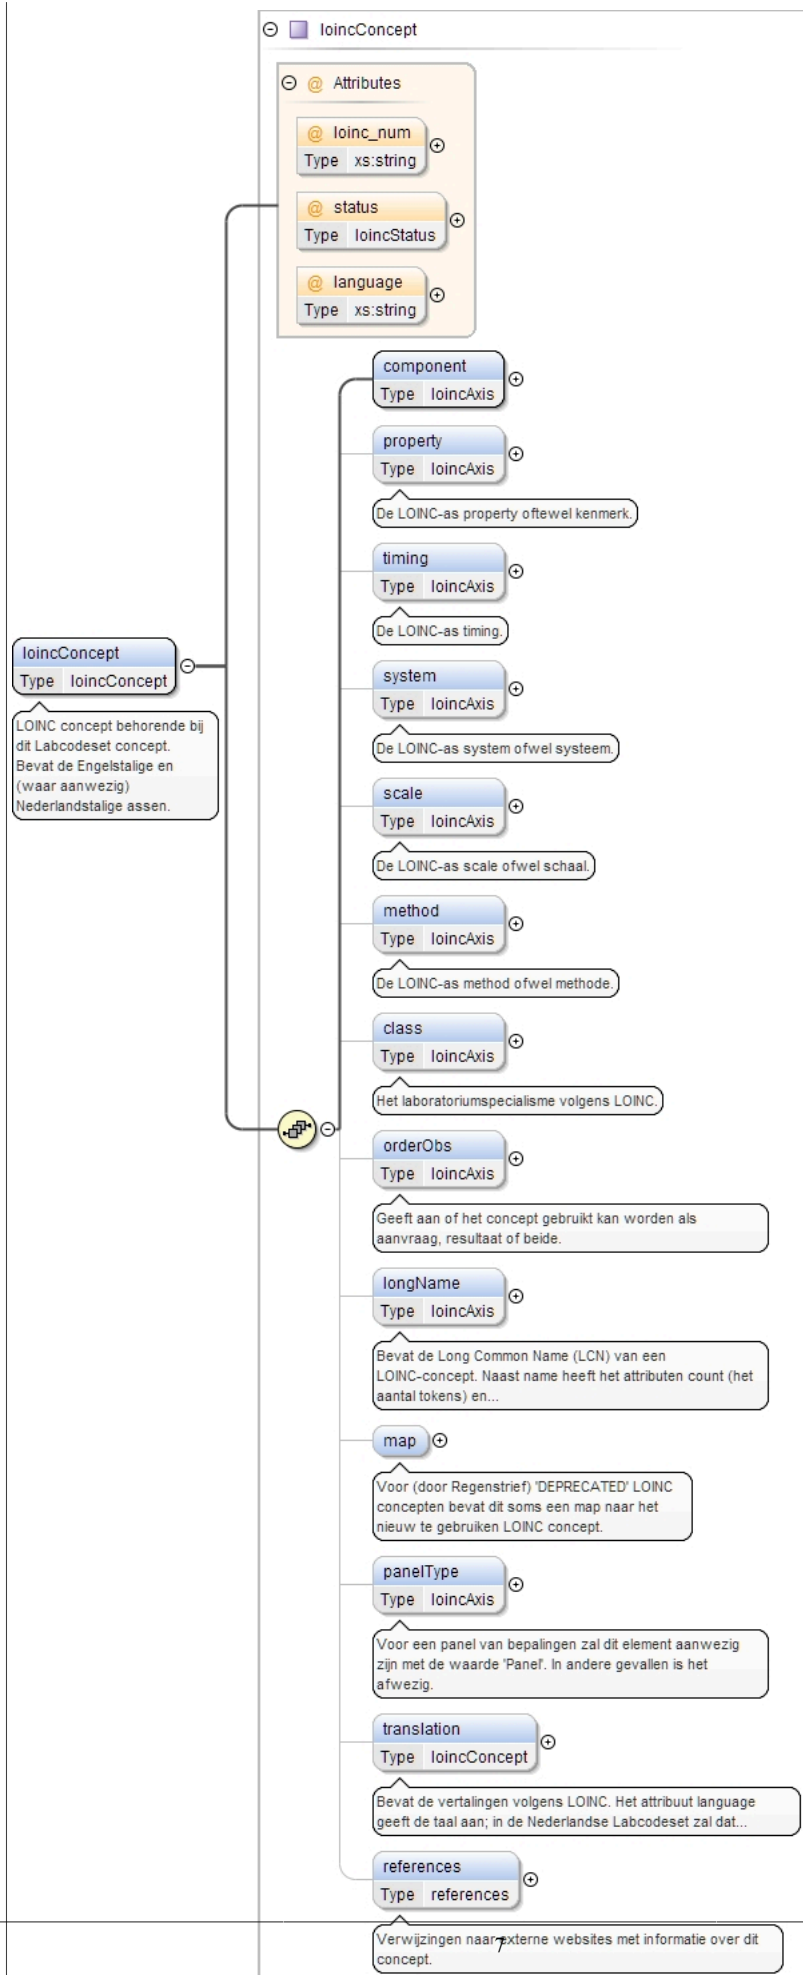 loincConcept
@ Attributes
@ loinc_num
Type xs:string
@ status
Type loincStatus
@ language
Type xs:string
component
Type loincAxis
property
Type loincAxis
De LOINC-as property oftewel kenmerk.
timing
Type loincAxis
De LOINC-as timing.
loincConcept
Type loincConcept
LOINC concept behorende bij
dit Labcodeset concept.
Bevat de Engelstalige en
(waar aanwezig)
Nederlandstalige assen.
system
Type loincAxis
De LOINC-as system ofwel systeem.
scale
Type loincAxis
De LOINC-as scale ofwel schaal.
method
Type loincAxis
De LOINC-as method ofwel methode.
class
Type loincAxis
Het laboratoriumspecialisme volgens LOINC.
orderObs
Type loincAxis
Geeft aan of het concept gebruikt kan worden als
aanvraag, resultaat of beide.
longName
Type loincAxis
Bevat de Long Common Name (LCN) van een
LOINC-concept. Naast name heeft het attributen count (het
aantal tokens) en...
map
Voor (door Regenstrief) 'DEPRECATED' LOINC
concepten bevat dit soms een map naar het
nieuw te gebruiken LOINC concept.
panelType
Type loincAxis
Voor een panel van bepalingen zal dit element aanwezig
zijn met de waarde 'Panel'. In andere gevallen is het
afwezig.
translation
Type loincConcept
Bevat de vertalingen volgens LOINC. Het attribuut language
geeft de taal aan; in de Nederlandse Labcodeset zal dat...
references
Type references
Verwijzingen naar externe websites met informatie over dit
concept.
7